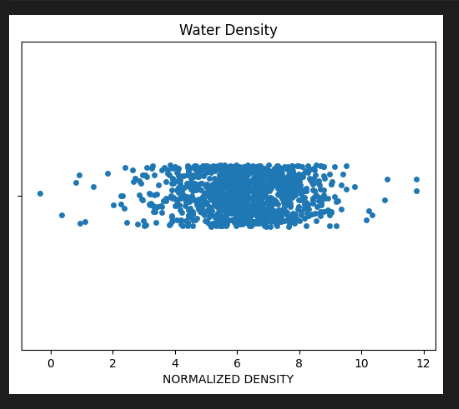 Water Density
0 2 4 6 8 10 12
NORMALIZED DENSITY